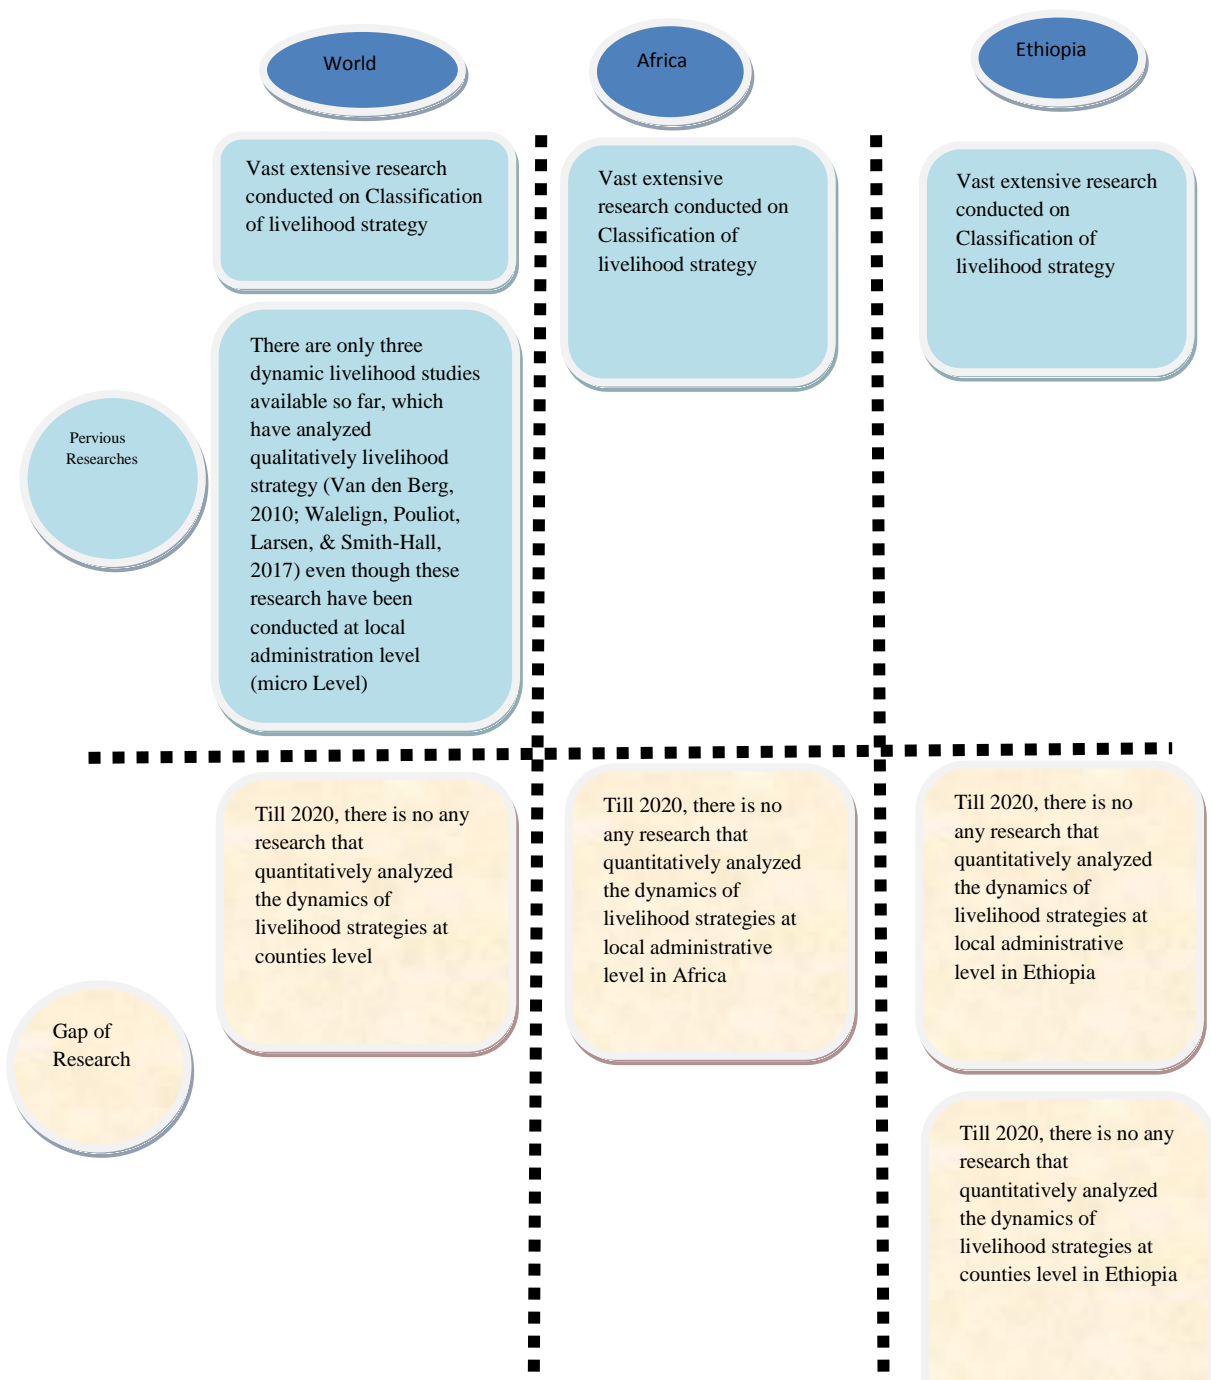 World
Africa
Ethiopia
Vast extensive research
conducted on Classification
of livelihood strategy
Vast extensive
research conducted on
Classification of
livelihood strategy
Vast extensive research
conducted on
Classification of
livelihood strategy
Pervious
Researches
There are only three
dynamic livelihood studies
available so far, which
have analyzed
qualitatively livelihood
strategy (Van den Berg,
2010; Walelign, Pouliot,
Larsen, & Smith-Hall,
2017) even though these
research have been
conducted at local
administration level
(micro Level)
Gap of
Research
Till 2020, there is no any
research that
quantitatively analyzed
the dynamics of
livelihood strategies at
counties level
Till 2020, there is no
any research that
quantitatively analyzed
the dynamics of
livelihood strategies at
local administrative
level in Africa
Till 2020, there is no
any research that
quantitatively analyzed
the dynamics of
livelihood strategies at
local administrative
level in Ethiopia
Till 2020, there is no any
research that
quantitatively analyzed
the dynamics of
livelihood strategies at
counties level in Ethiopia